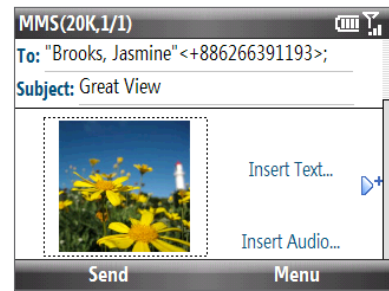 MMS(20K,1/1)
To: "Brooks, Jasmine"<+886266391193>;
Subject: Great View
Insert Text...
Insert Audio...
Send Menu